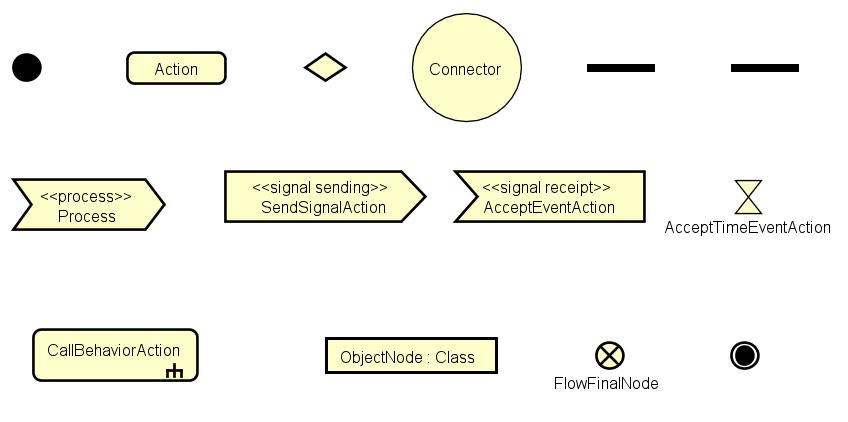 Action
Connector
<<process>>
Process
<<signal sending>>
SendSignalAction
<<signal receipt>>
AcceptEventAction
AcceptTimeEventAction
CallBehaviorAction
ObjectNode : Class
FlowFinalNode